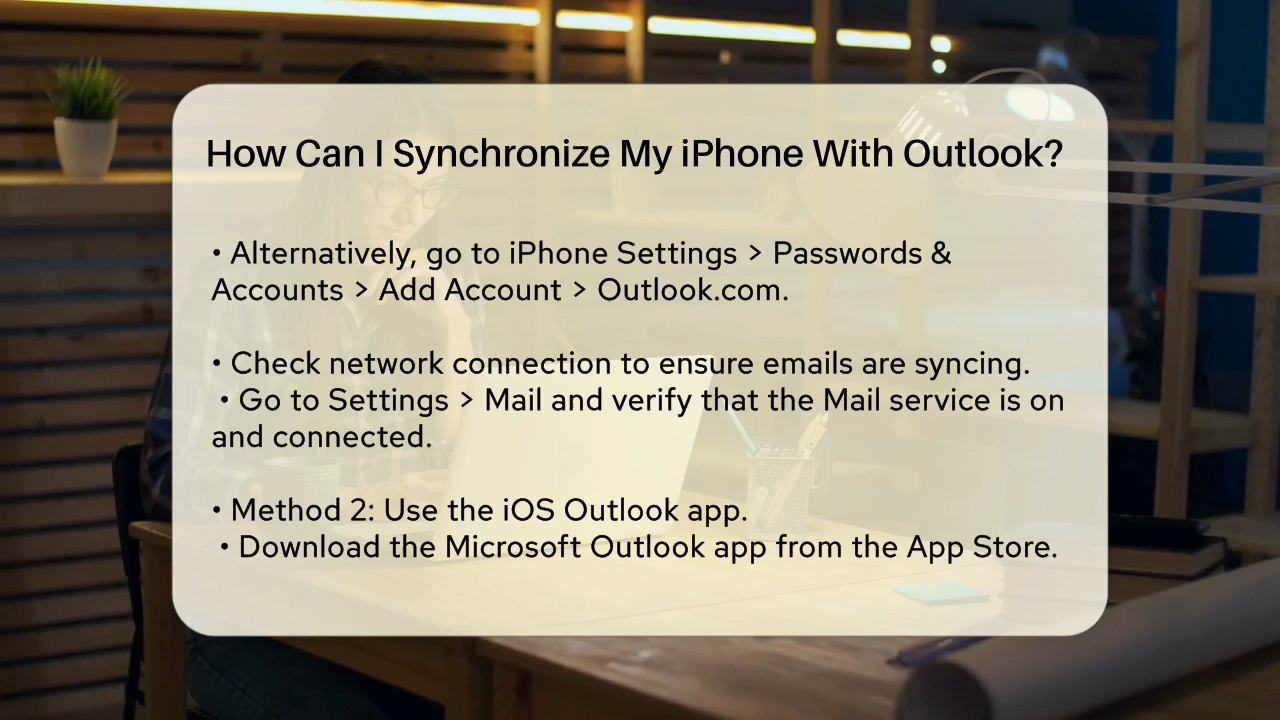 How Can I Synchronize My iPhone With Outlook?
• Alternatively, go to iPhone Settings > Passwords &
Accounts > Add Account > Outlook.com.
• Check network connection to ensure emails are syncing.
• Go to Settings > Mail and verify that the Mail service is on
and connected.
• Method 2: Use the iOS Outlook app.
• Download the Microsoft Outlook app from the App Store.